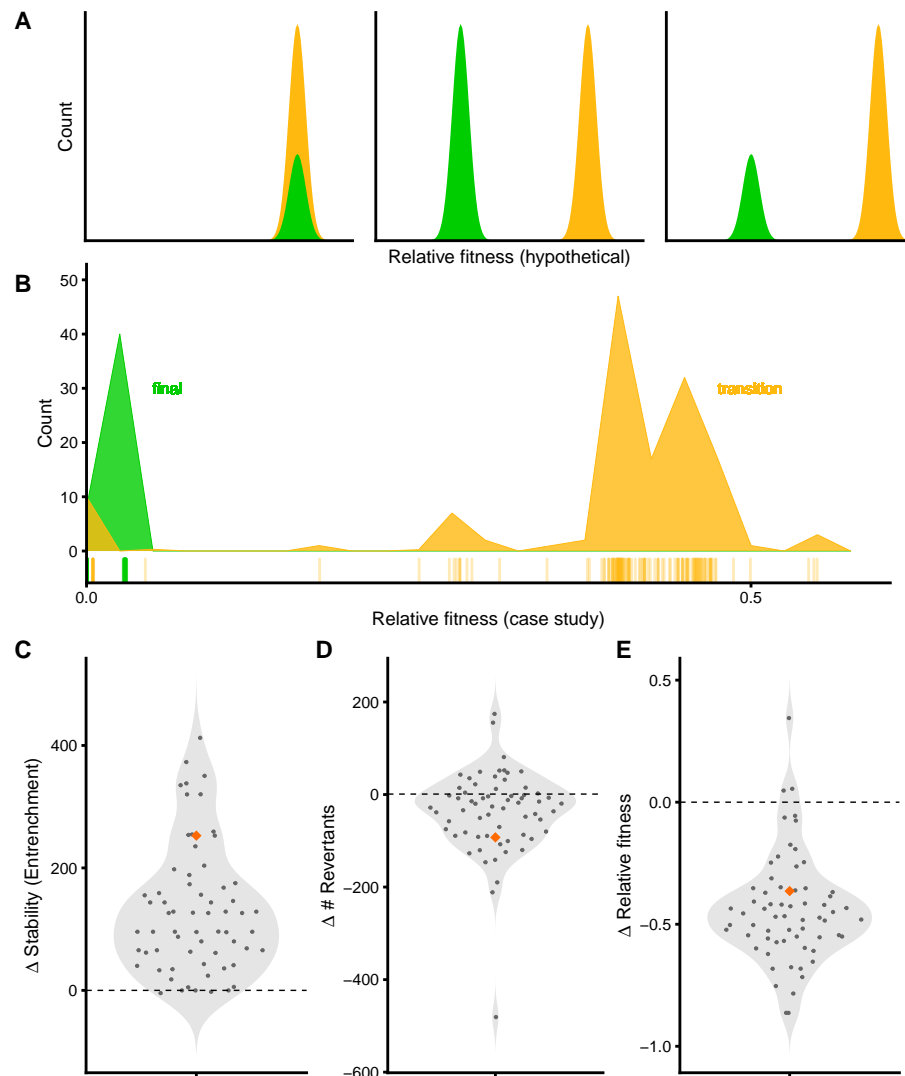 A
Count
Relative fitness (hypothetical)
B
50
40
30
20
10
0
Count
final
transition
0.0
0.5
Relative fitness (case study)
C
Δ Stability (Entrenchment)
400
200
0
D
Δ # Revertants
200
0
−200
−400
−600
E
Δ Relative fitness
0.5
0.0
−0.5
−1.0